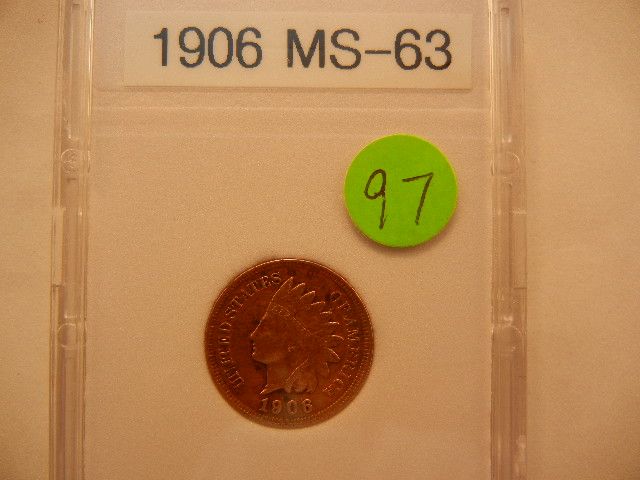 1906 MS-63
97
UNITED STATES OF AMERICA
1906